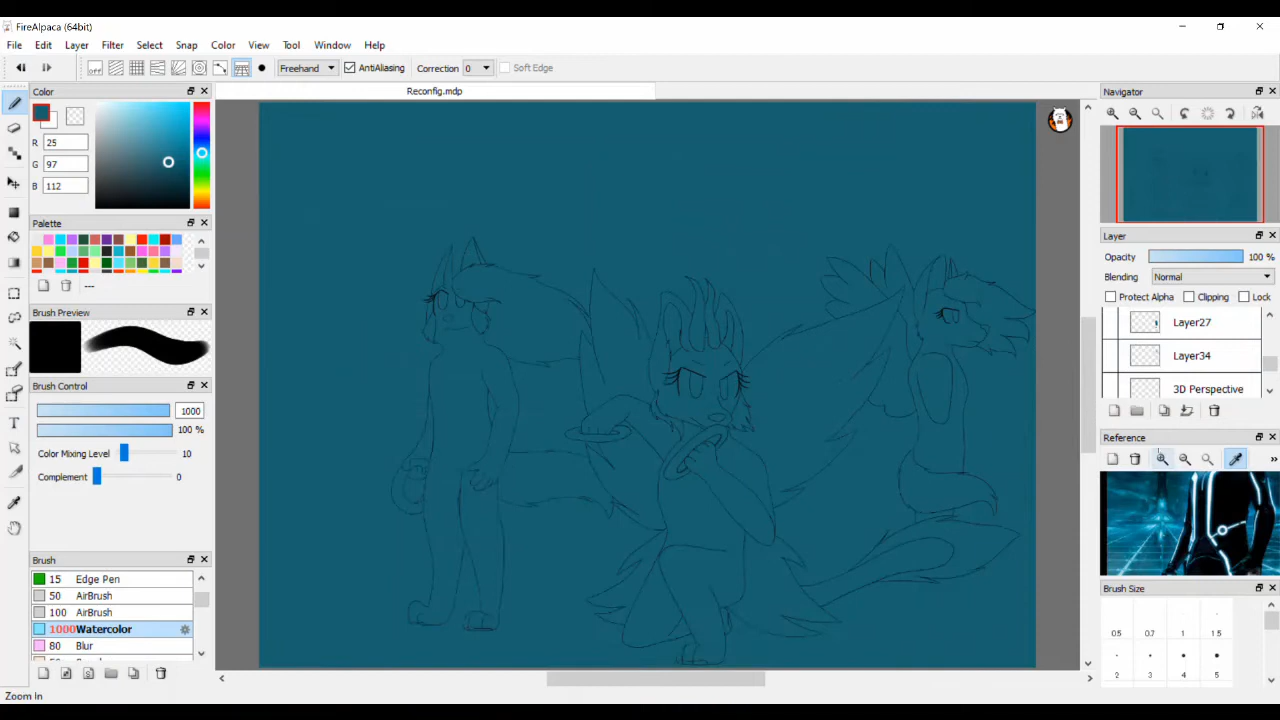 FireAlpaca (64bit)
File Edit Layer Filter Select Snap Color View Tool Window Help
OFF Freehand AntiAliasing Correction 0 Soft Edge
Color
Reconfig.mdp
Navigator
R 25
G 97
B 112
Palette
---
Brush Preview
Brush Control
1000
100 %
Color Mixing Level 10
Complement 0
Brush
15 Edge Pen
50 AirBrush
100 AirBrush
1000 Watercolor
80 Blur
Layer
Opacity 100 %
Blending Normal
Protect Alpha Clipping Lock
Layer27
Layer34
3D Perspective
Reference
»
Brush Size
0.5 0.7 1 1.5
2 3 4 5
Zoom In